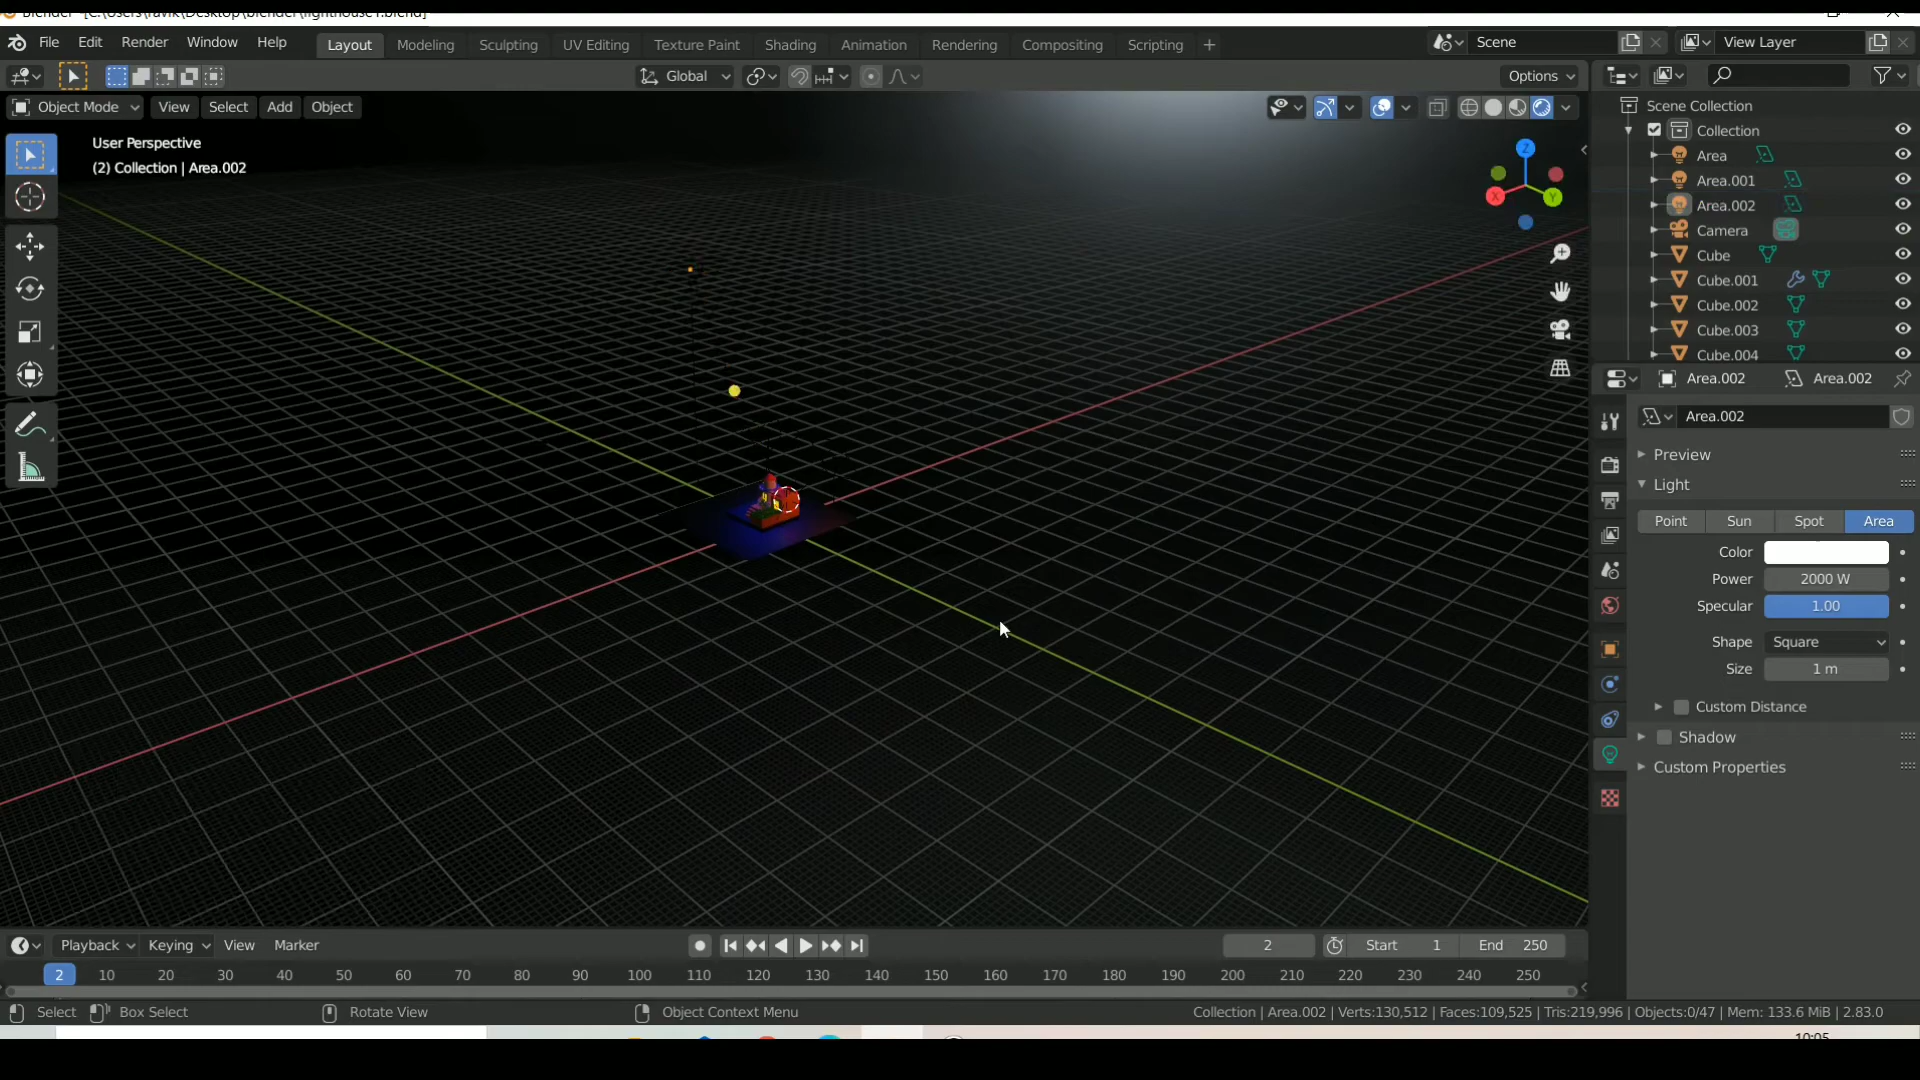 Blender [C:\Users\ravik\Desktop\blender\lighthouse1.blend]
File Edit Render Window Help Layout Modeling Sculpting UV Editing Texture Paint Shading Animation Rendering Compositing Scripting + Scene View Layer
Global Options
Object Mode View Select Add Object
User Perspective
(2) Collection | Area.002
Z
X Y
Scene Collection
Collection
Area
Area.001
Area.002
Camera
Cube
Cube.001
Cube.002
Cube.003
Cube.004
Area.002 Area.002
Area.002
Preview
Light
Point Sun Spot Area
Color
Power 2000 W
Specular 1.00
Shape Square
Size 1 m
Custom Distance
Shadow
Custom Properties
Playback Keying View Marker 2 Start 1 End 250
2 10 20 30 40 50 60 70 80 90 100 110 120 130 140 150 160 170 180 190 200 210 220 230 240 250
Select Box Select Rotate View Object Context Menu Collection | Area.002 | Verts:130,512 | Faces:109,525 | Tris:219,996 | Objects:0/47 | Mem: 133.6 MiB | 2.83.0
10:05